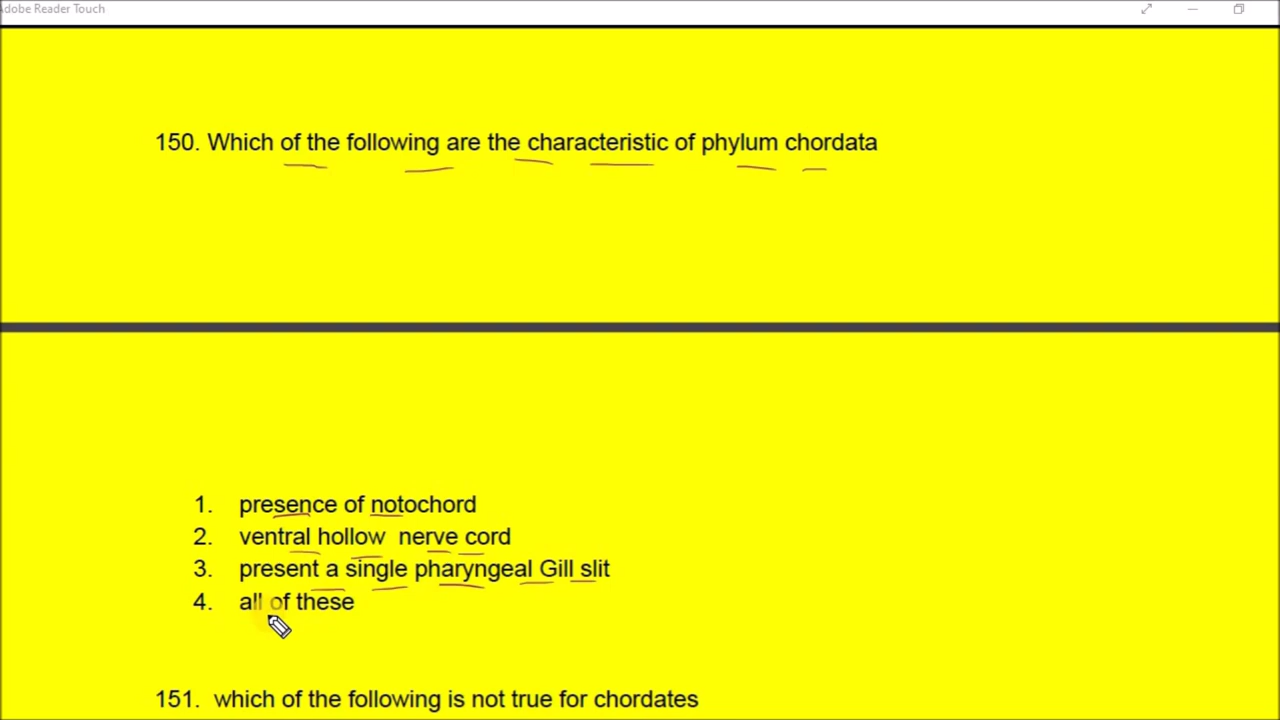 Adobe Reader Touch
150. Which of the following are the characteristic of phylum chordata
1. presence of notochord
2. ventral hollow nerve cord
3. present a single pharyngeal Gill slit
4. all of these
151. which of the following is not true for chordates